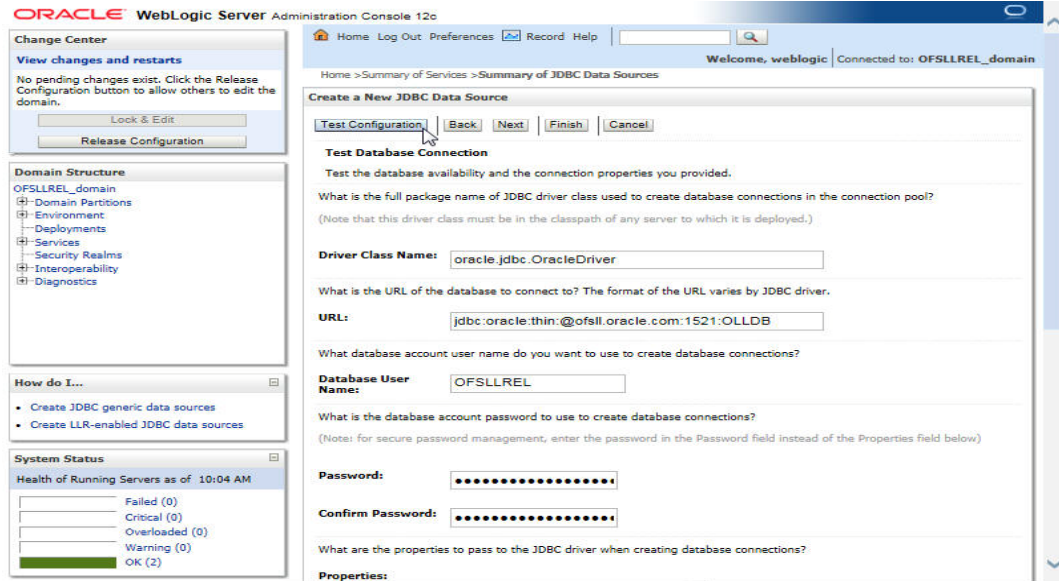 ORACLE WebLogic Server Administration Console 12c
Change Center
View changes and restarts
No pending changes exist. Click the Release
Configuration button to allow others to edit the
domain.
Lock & Edit
Release Configuration
Domain Structure
OFSLLREL_domain
Domain Partitions
Environment
Deployments
Services
Security Realms
Interoperability
Diagnostics
How do I...
Create JDBC generic data sources
Create LLR-enabled JDBC data sources
System Status
Health of Running Servers as of 10:04 AM
Failed (0)
Critical (0)
Overloaded (0)
Warning (0)
OK (2)
Home Log Out Preferences Record Help
Welcome, weblogic Connected to: OFSLLREL_domain
Home >Summary of Services >Summary of JDBC Data Sources
Create a New JDBC Data Source
Test Configuration Back Next Finish Cancel
Test Database Connection
Test the database availability and the connection properties you provided.
What is the full package name of JDBC driver class used to create database connections in the connection pool?
(Note that this driver class must be in the classpath of any server to which it is deployed.)
Driver Class Name: oracle.jdbc.OracleDriver
What is the URL of the database to connect to? The format of the URL varies by JDBC driver.
URL: jdbc:oracle:thin:@ofsll.oracle.com:1521:OLLDB
What database account user name do you want to use to create database connections?
Database User
Name: OFSLLREL
What is the database account password to use to create database connections?
(Note: for secure password management, enter the password in the Password field instead of the Properties field below)
Password:
Confirm Password:
What are the properties to pass to the JDBC driver when creating database connections?
Properties: